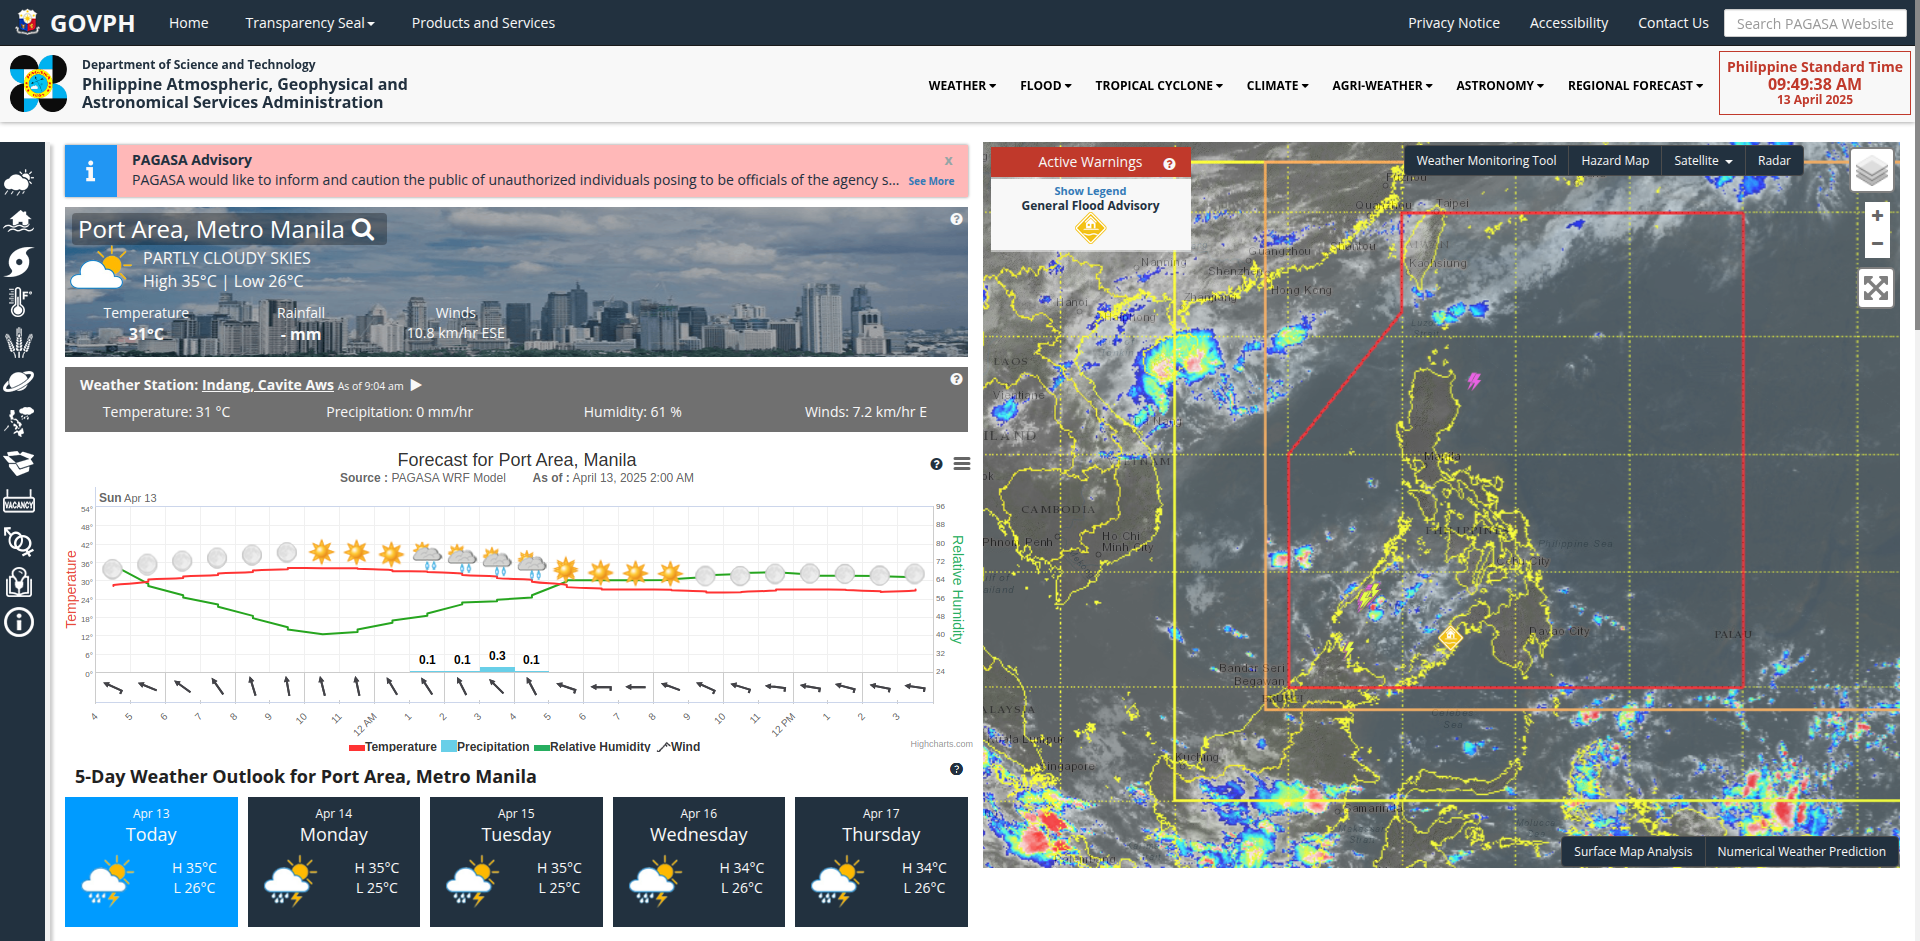 GOVPH
Home
Transparency Seal
Products and Services
Privacy Notice
Accessibility
Contact Us
Search PAGASA Website
Department of Science and Technology
Philippine Atmospheric, Geophysical and
Astronomical Services Administration
WEATHER
FLOOD
TROPICAL CYCLONE
CLIMATE
AGRI-WEATHER
ASTRONOMY
REGIONAL FORECAST
Philippine Standard Time
09:49:38 AM
13 April 2025
VACANCY
PAGASA Advisory
x
PAGASA would like to inform and caution the public of unauthorized individuals posing to be officials of the agency s... See More
Port Area, Metro Manila
PARTLY CLOUDY SKIES
High 35°C | Low 26°C
Temperature Rainfall Winds
31°C - mm 10.8 km/hr ESE
Weather Station: Indang, Cavite Aws As of 9:04 am
Temperature: 31 °C Precipitation: 0 mm/hr Humidity: 61 % Winds: 7.2 km/hr E
Forecast for Port Area, Manila
Source : PAGASA WRF Model As of : April 13, 2025 2:00 AM
Sun Apr 13
54°
48°
42°
36°
30°
24°
18°
12°
6°
0°
Temperature
96
88
80
72
64
56
48
40
32
24
Relative Humidity
0.1 0.1 0.3 0.1
4 5 6 7 8 9 10 11 12 AM 1 2 3 4 5 6 7 8 9 10 11 12 PM 1 2 3
Temperature Precipitation Relative Humidity Wind
Highcharts.com
5-Day Weather Outlook for Port Area, Metro Manila
Apr 13
Today
H 35°C
L 26°C
Apr 14
Monday
H 35°C
L 25°C
Apr 15
Tuesday
H 35°C
L 25°C
Apr 16
Wednesday
H 34°C
L 26°C
Apr 17
Thursday
H 34°C
L 26°C
Active Warnings
Show Legend
General Flood Advisory
Weather Monitoring Tool
Hazard Map
Satellite
Radar
+
−
Taipei
Kaohsiung
Nanning
Shenzhen
Hong Kong
Hanoi
LAOS
Da Nang
CAMBODIA
Phnom Penh
Ho Chi
Minh City
Manila
Philippine Sea
Davao City
PALAU
Bandar Seri
Begawan
Celebes
Sea
Kuching
Singapore
Samarinda
Surface Map Analysis
Numerical Weather Prediction